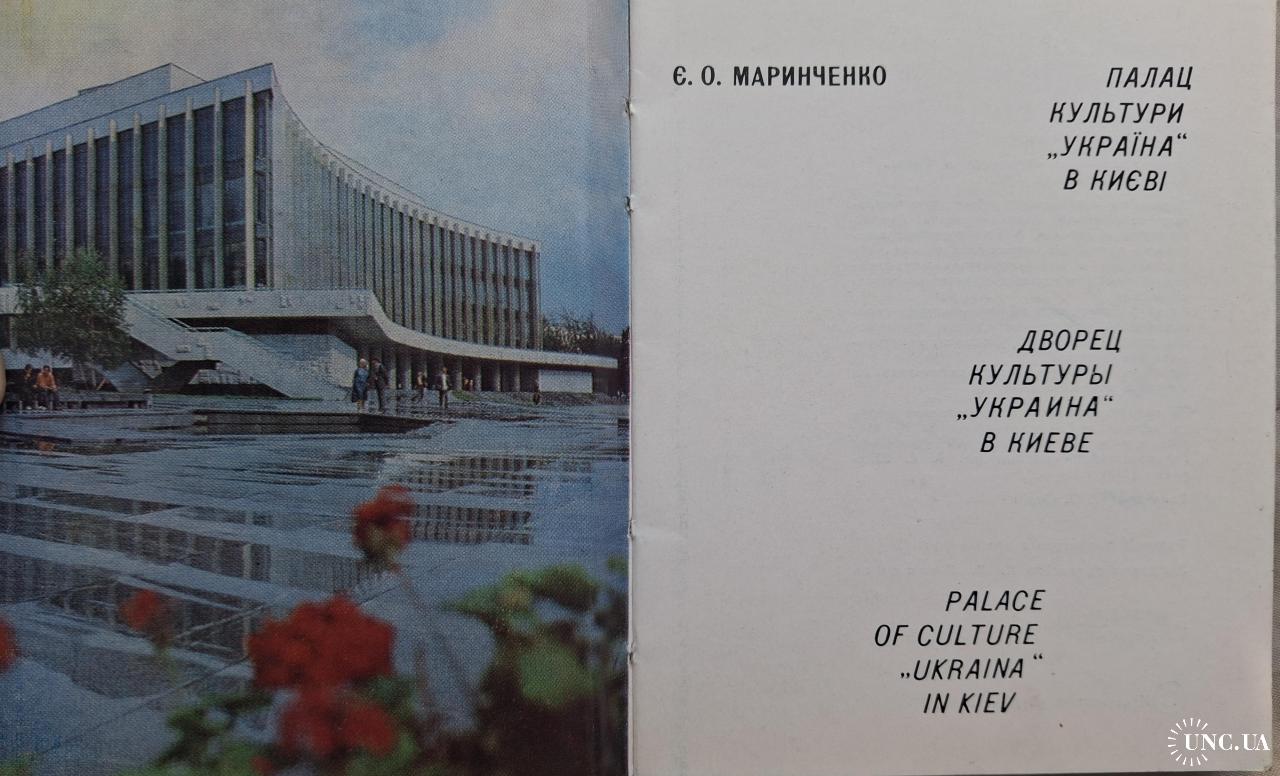 Є. О. МАРИНЧЕНКО
ПАЛАЦ
КУЛЬТУРИ
„УКРАЇНА“
В КИЄВІ
ДВОРЕЦ
КУЛЬТУРЫ
„УКРАИНА“
В КИЕВЕ
PALACE
OF CULTURE
„UKRAINA“
IN KIEV
UNC.UA